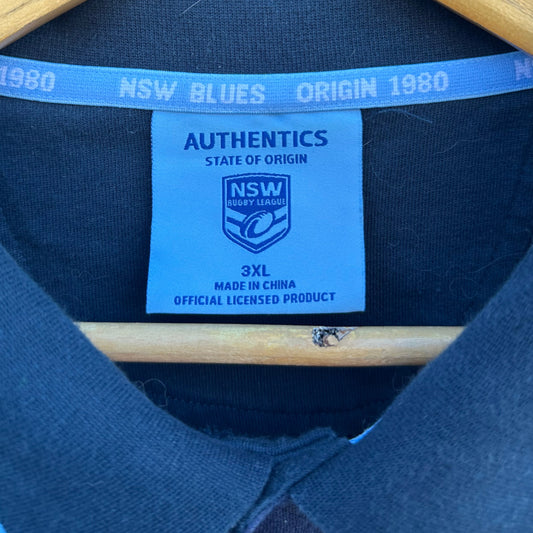 1980 NSW BLUES ORIGIN 1980 N
AUTHENTICS
STATE OF ORIGIN
NSW
RUGBY LEAGUE
3XL
MADE IN CHINA
OFFICIAL LICENSED PRODUCT